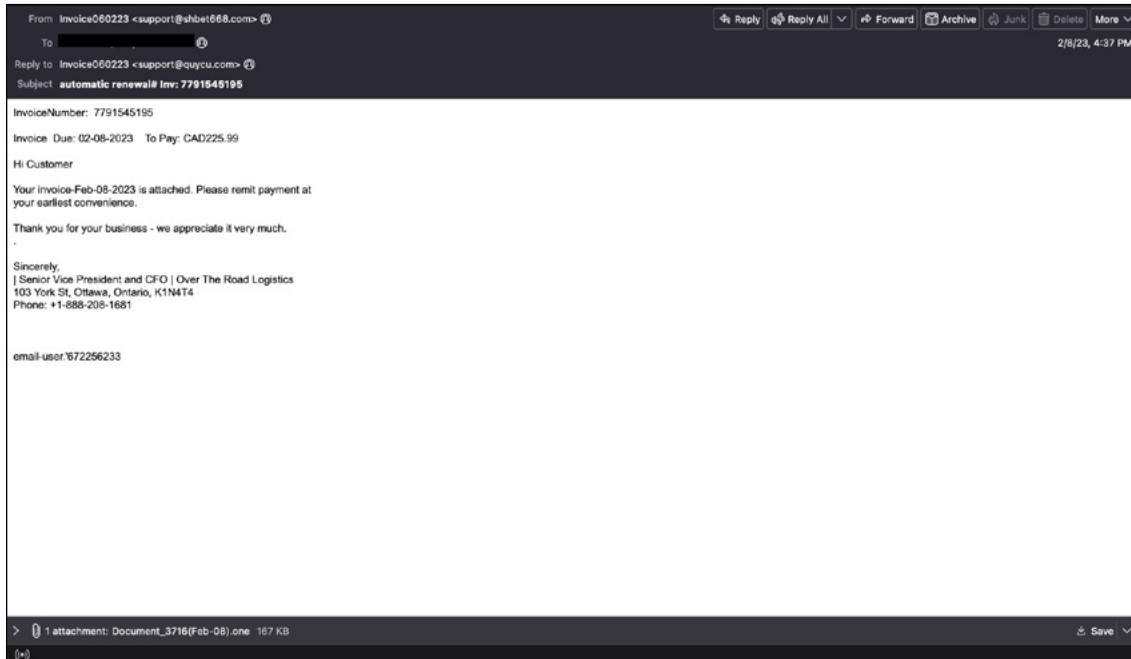 From Invoice060223 <support@shbet668.com>
Reply Reply All Forward Archive Junk Delete More
To
2/8/23, 4:37 PM
Reply to Invoice060223 <support@quycu.com>
Subject automatic renewal# Inv: 7791545195
InvoiceNumber: 7791545195
Invoice Due: 02-08-2023 To Pay: CAD225.99
Hi Customer
Your invoice-Feb-08-2023 is attached. Please remit payment at
your earliest convenience.
Thank you for your business - we appreciate it very much.
.
Sincerely,
| Senior Vice President and CFO | Over The Road Logistics
103 York St, Ottawa, Ontario, K1N4T4
Phone: +1-888-208-1681
email-user.'672256233
1 attachment: Document_3716(Feb-08).one 167 KB
Save